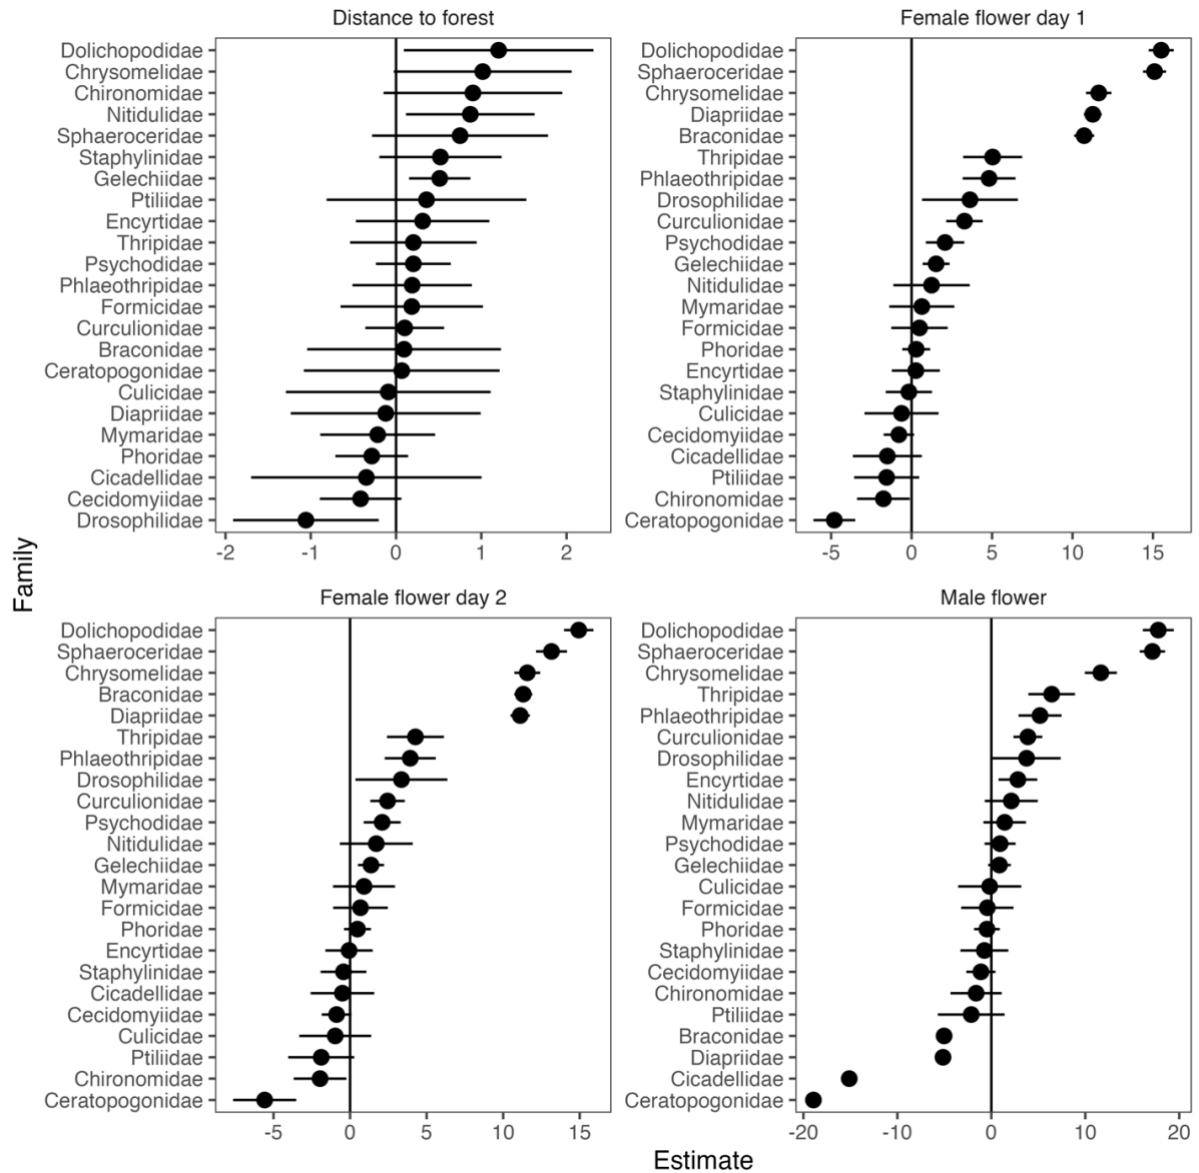 Distance to forest
Dolichopodidae
Chrysomelidae
Chironomidae
Nitidulidae
Sphaeroceridae
Staphylinidae
Gelechiidae
Ptiliidae
Encyrtidae
Thripidae
Psychodidae
Phlaeothripidae
Formicidae
Curculionidae
Braconidae
Ceratopogonidae
Culicidae
Diapriidae
Mymaridae
Phoridae
Cicadellidae
Cecidomyiidae
Drosophilidae
-2 -1 0 1 2
Female flower day 1
Dolichopodidae
Sphaeroceridae
Chrysomelidae
Diapriidae
Braconidae
Thripidae
Phlaeothripidae
Drosophilidae
Curculionidae
Psychodidae
Gelechiidae
Nitidulidae
Mymaridae
Formicidae
Phoridae
Encyrtidae
Staphylinidae
Culicidae
Cecidomyiidae
Cicadellidae
Ptiliidae
Chironomidae
Ceratopogonidae
-5 0 5 10 15
Family
Female flower day 2
Dolichopodidae
Sphaeroceridae
Chrysomelidae
Braconidae
Diapriidae
Thripidae
Phlaeothripidae
Drosophilidae
Curculionidae
Psychodidae
Nitidulidae
Gelechiidae
Mymaridae
Formicidae
Phoridae
Encyrtidae
Staphylinidae
Cicadellidae
Cecidomyiidae
Culicidae
Ptiliidae
Chironomidae
Ceratopogonidae
-5 0 5 10 15
Male flower
Dolichopodidae
Sphaeroceridae
Chrysomelidae
Thripidae
Phlaeothripidae
Curculionidae
Drosophilidae
Encyrtidae
Nitidulidae
Mymaridae
Psychodidae
Gelechiidae
Culicidae
Formicidae
Phoridae
Staphylinidae
Cecidomyiidae
Chironomidae
Ptiliidae
Braconidae
Diapriidae
Cicadellidae
Ceratopogonidae
-20 -10 0 10 20
Estimate